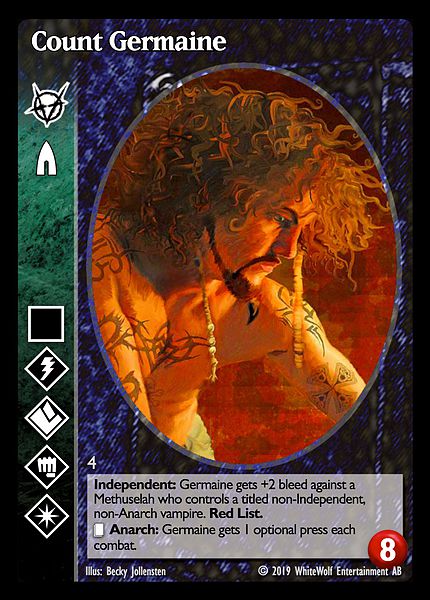 Count Germaine
4
Independent: Germaine gets +2 bleed against a
Methuselah who controls a titled non-Independent,
non-Anarch vampire. Red List.
Anarch: Germaine gets 1 optional press each
combat.
8
Illus: Becky Jollensten © 2019 WhiteWolf Entertainment AB